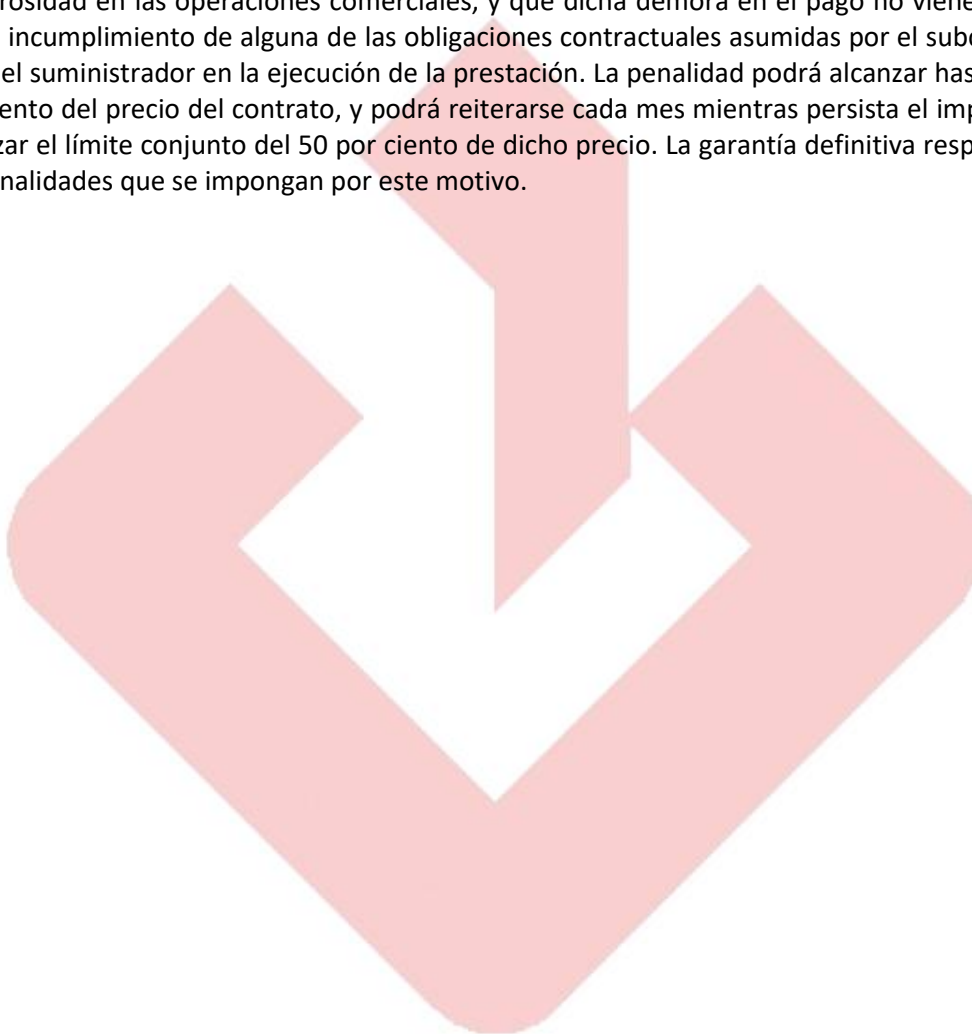 rosidad en las operaciones comerciales, y que dicha demora en el pago no viene
incumplimiento de alguna de las obligaciones contractuales asumidas por el subc
el suministrador en la ejecución de la prestación. La penalidad podrá alcanzar has
ento del precio del contrato, y podrá reiterarse cada mes mientras persista el imp
zar el límite conjunto del 50 por ciento de dicho precio. La garantía definitiva resp
nalidades que se impongan por este motivo.